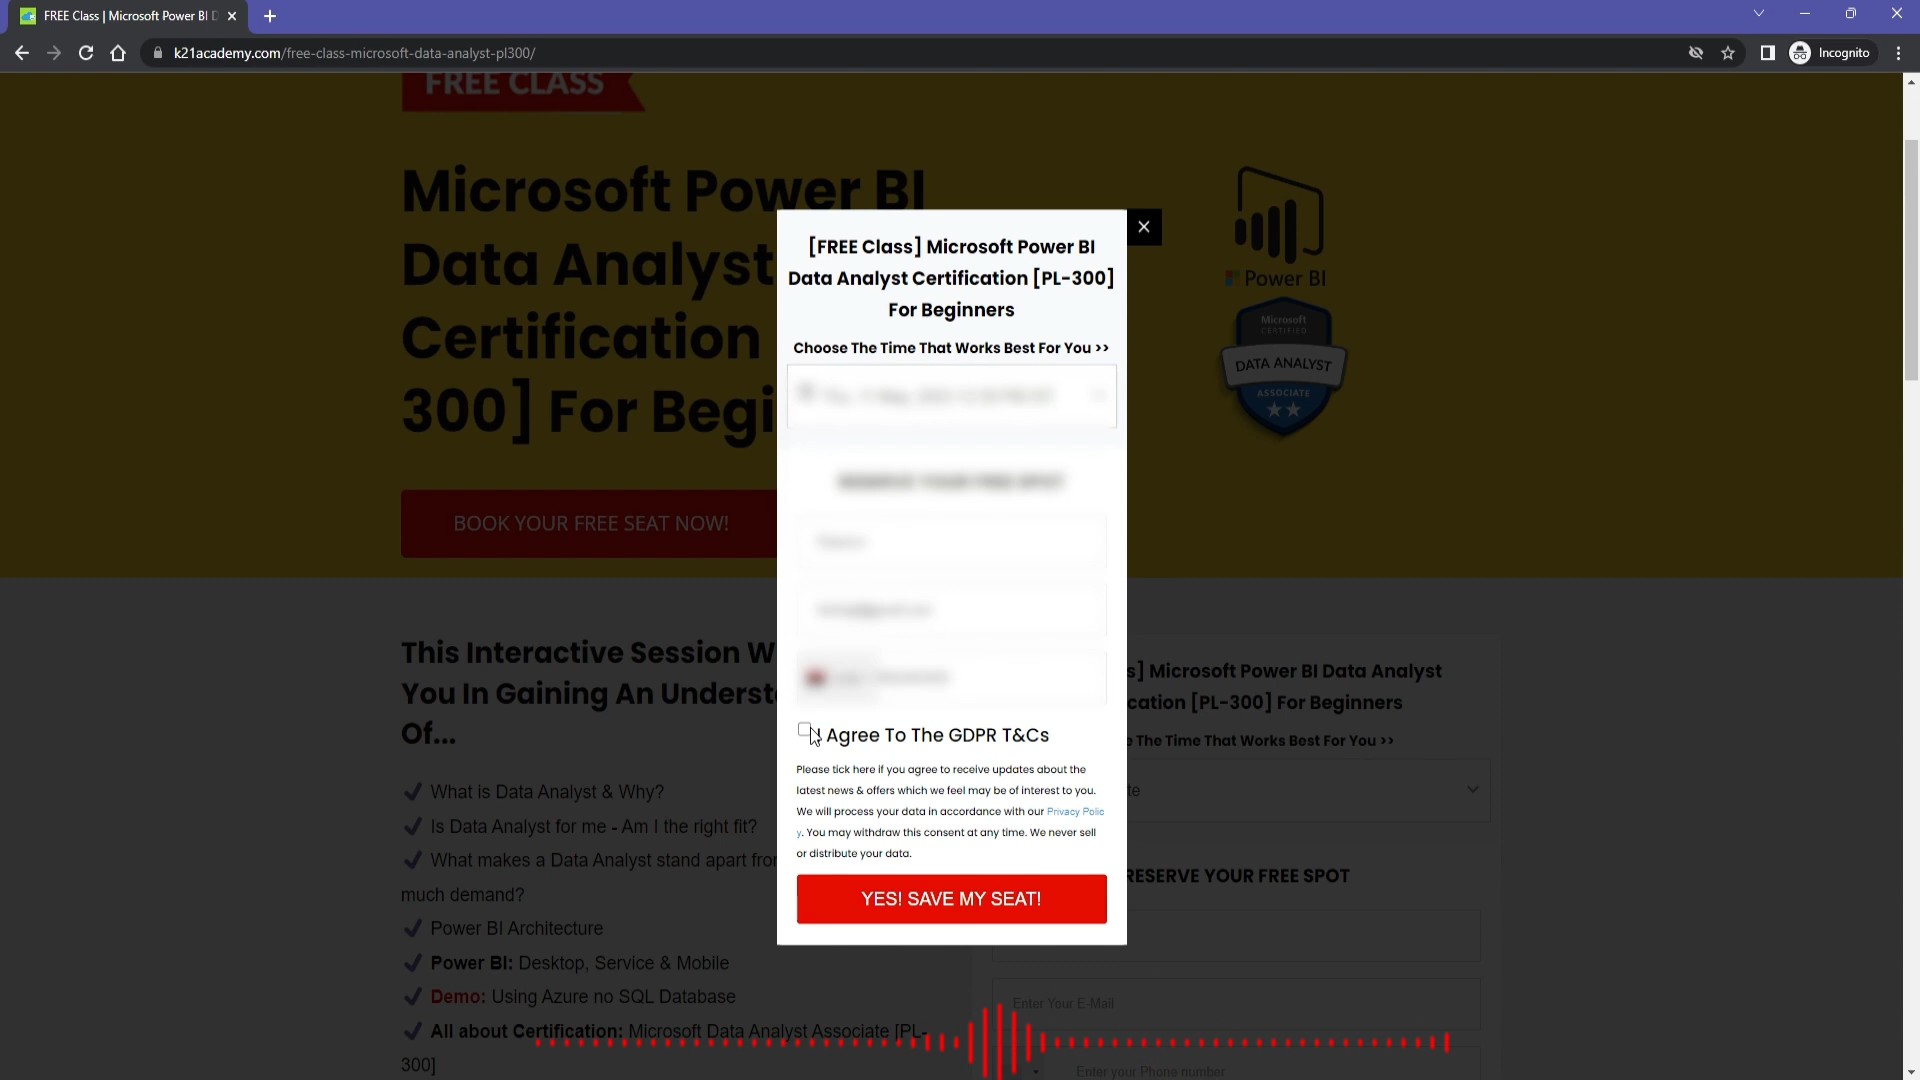 FREE Class | Microsoft Power BI D
k21academy.com/free-class-microsoft-data-analyst-pl300/
Incognito
FREE CLASS
Microsoft Power BI
Data Analyst
Certification
300] For Begi
BOOK YOUR FREE SEAT NOW!
Power BI
Microsoft
CERTIFIED
DATA ANALYST
ASSOCIATE
[FREE Class] Microsoft Power BI
Data Analyst Certification [PL-300]
For Beginners
Choose The Time That Works Best For You >>
RESERVE YOUR FREE SPOT
I Agree To The GDPR T&Cs
Please tick here if you agree to receive updates about the
latest news & offers which we feel may be of interest to you.
We will process your data in accordance with our Privacy Polic
y. You may withdraw this consent at any time. We never sell
or distribute your data.
YES! SAVE MY SEAT!
This Interactive Session W
You In Gaining An Underst
Of...
What is Data Analyst & Why?
Is Data Analyst for me - Am I the right fit?
What makes a Data Analyst stand apart fro
much demand?
Power BI Architecture
Power BI: Desktop, Service & Mobile
Demo: Using Azure no SQL Database
All about Certification: Microsoft Data Analyst Associate [PL-
300]
s] Microsoft Power BI Data Analyst
cation [PL-300] For Beginners
e The Time That Works Best For You >>
te
RESERVE YOUR FREE SPOT
Enter Your E-Mail
Enter your Phone number